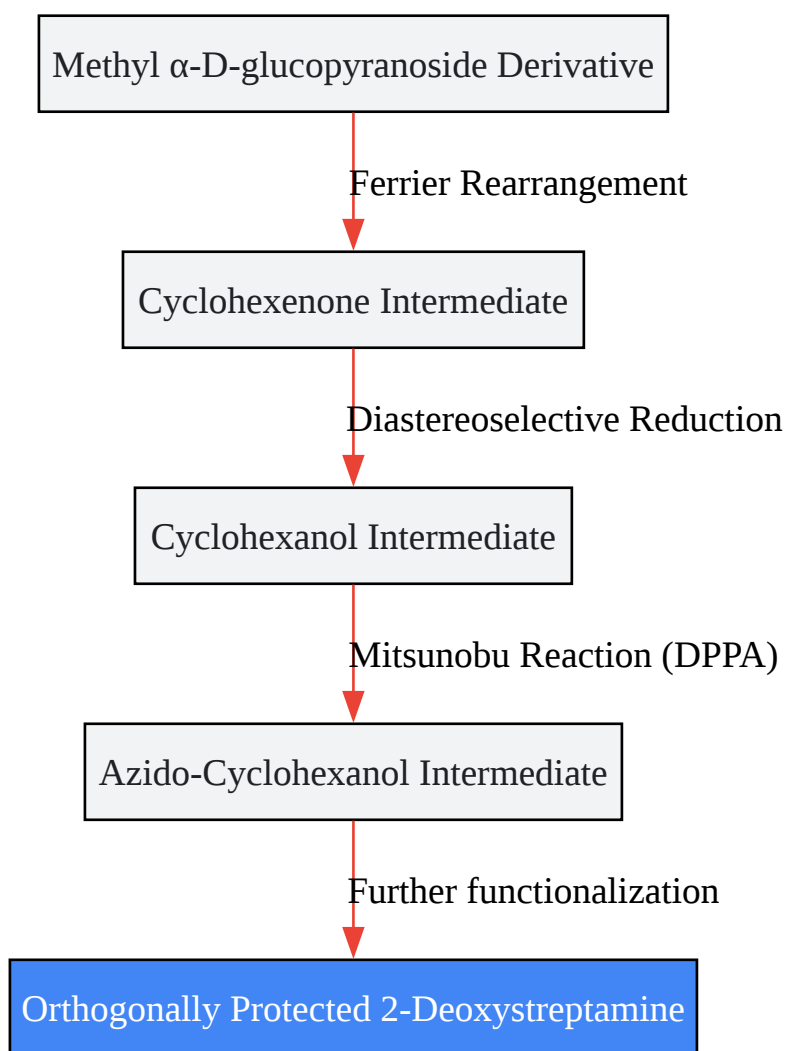 Methyl α-D-glucopyranoside Derivative
Ferrier Rearrangement
Cyclohexenone Intermediate
Diastereoselective Reduction
Cyclohexanol Intermediate
Mitsunobu Reaction (DPPA)
Azido-Cyclohexanol Intermediate
Further functionalization
Orthogonally Protected 2-Deoxystreptamine